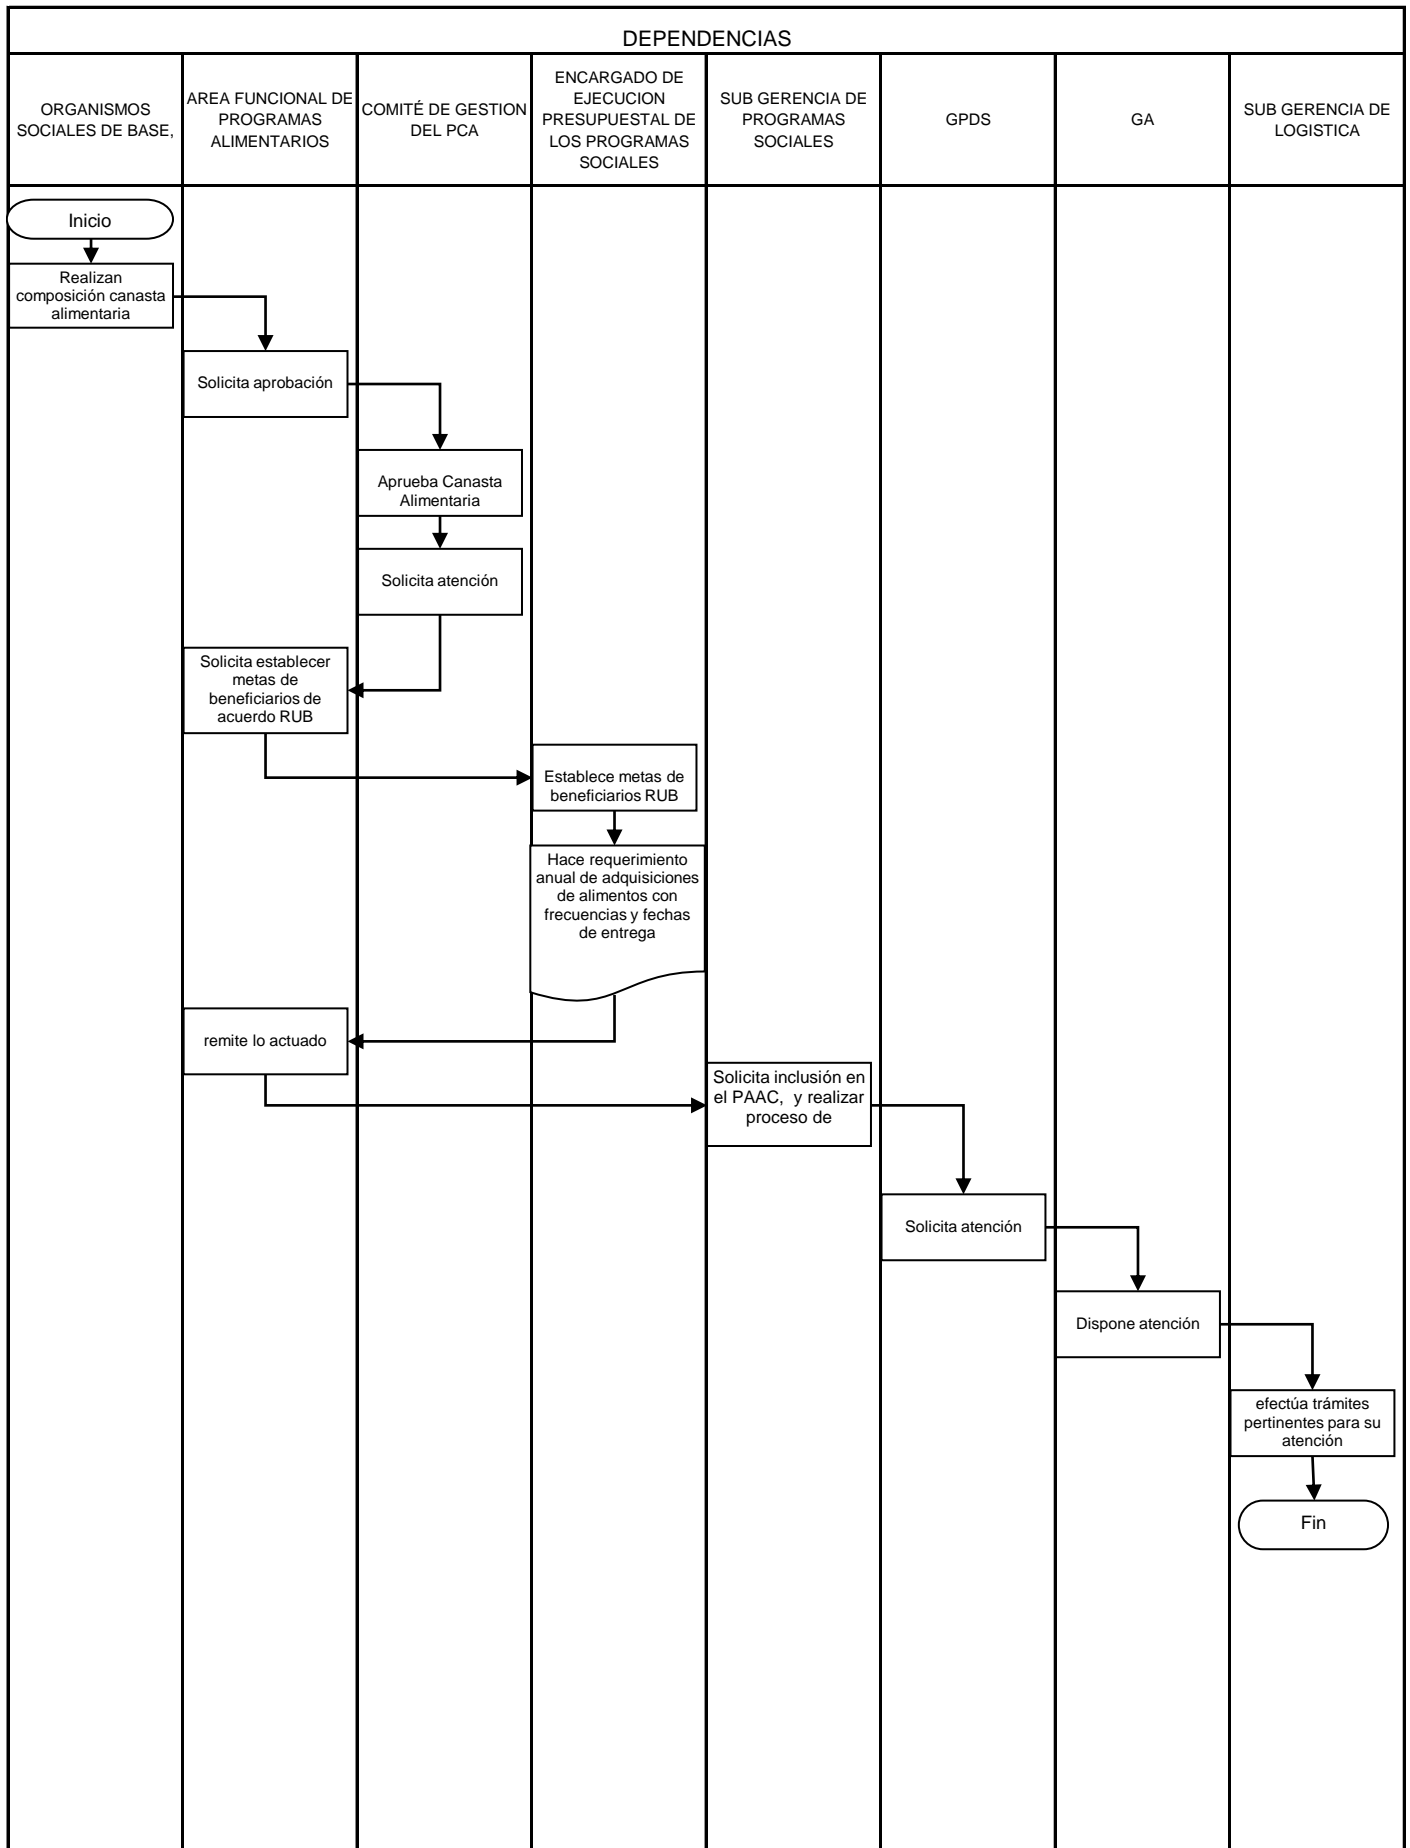 DEPENDENCIAS
ORGANISMOS
SOCIALES DE BASE,
AREA FUNCIONAL DE
PROGRAMAS
ALIMENTARIOS
COMITÉ DE GESTION
DEL PCA
ENCARGADO DE
EJECUCION
PRESUPUESTAL DE
LOS PROGRAMAS
SOCIALES
SUB GERENCIA DE
PROGRAMAS
SOCIALES
GPDS
GA
SUB GERENCIA DE
LOGISTICA
Inicio
Realizan
composición canasta
alimentaria
Solicita aprobación
Aprueba Canasta
Alimentaria
Solicita atención
Solicita establecer
metas de
beneficiarios de
acuerdo RUB
Establece metas de
beneficiarios RUB
Hace requerimiento
anual de adquisiciones
de alimentos con
frecuencias y fechas
de entrega
remite lo actuado
Solicita inclusión en
el PAAC,  y realizar
proceso de
Solicita atención
Dispone atención
efectúa trámites
pertinentes para su
atención
Fin